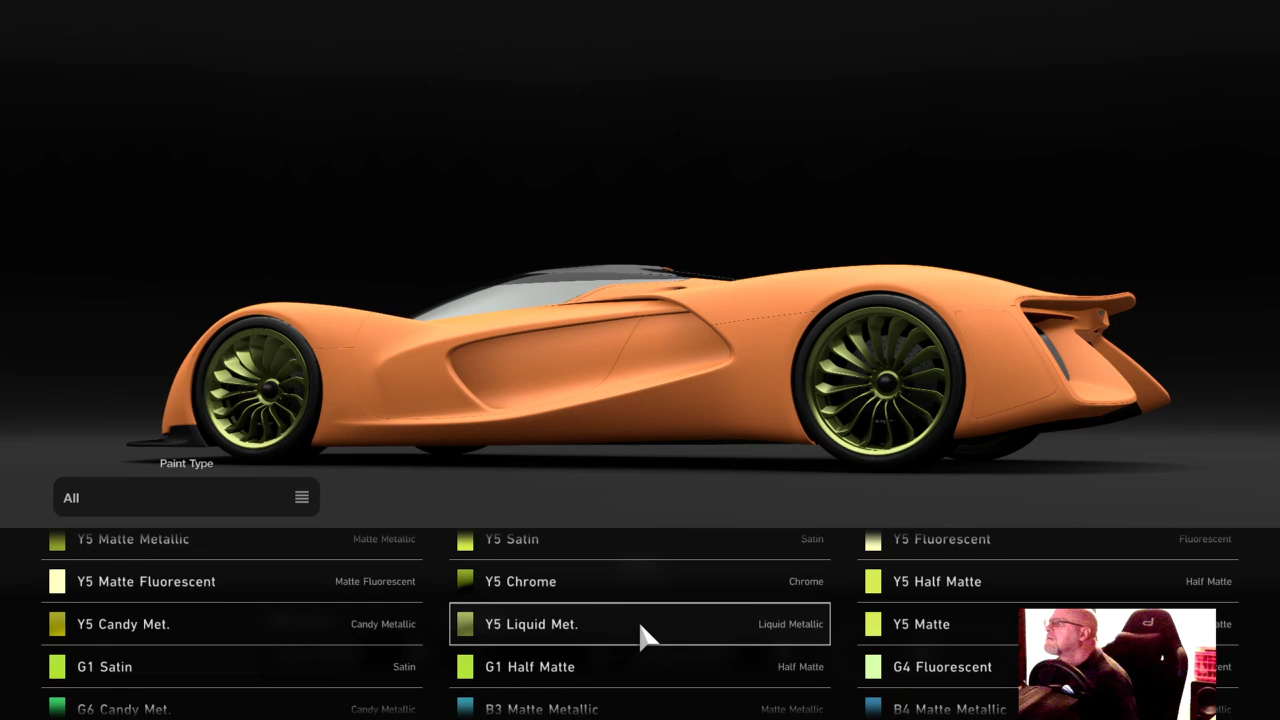 Paint Type
All
Y5 Matte Metallic Matte Metallic
Y5 Satin Satin
Y5 Fluorescent Fluorescent
Y5 Matte Fluorescent Matte Fluorescent
Y5 Chrome Chrome
Y5 Half Matte Half Matte
Y5 Candy Met. Candy Metallic
Y5 Liquid Met. Liquid Metallic
Y5 Matte
G1 Satin Satin
G1 Half Matte Half Matte
G4 Fluorescent
G6 Candy Met. Candy Metallic
B3 Matte Metallic Matte Metallic
B4 Matte Metallic